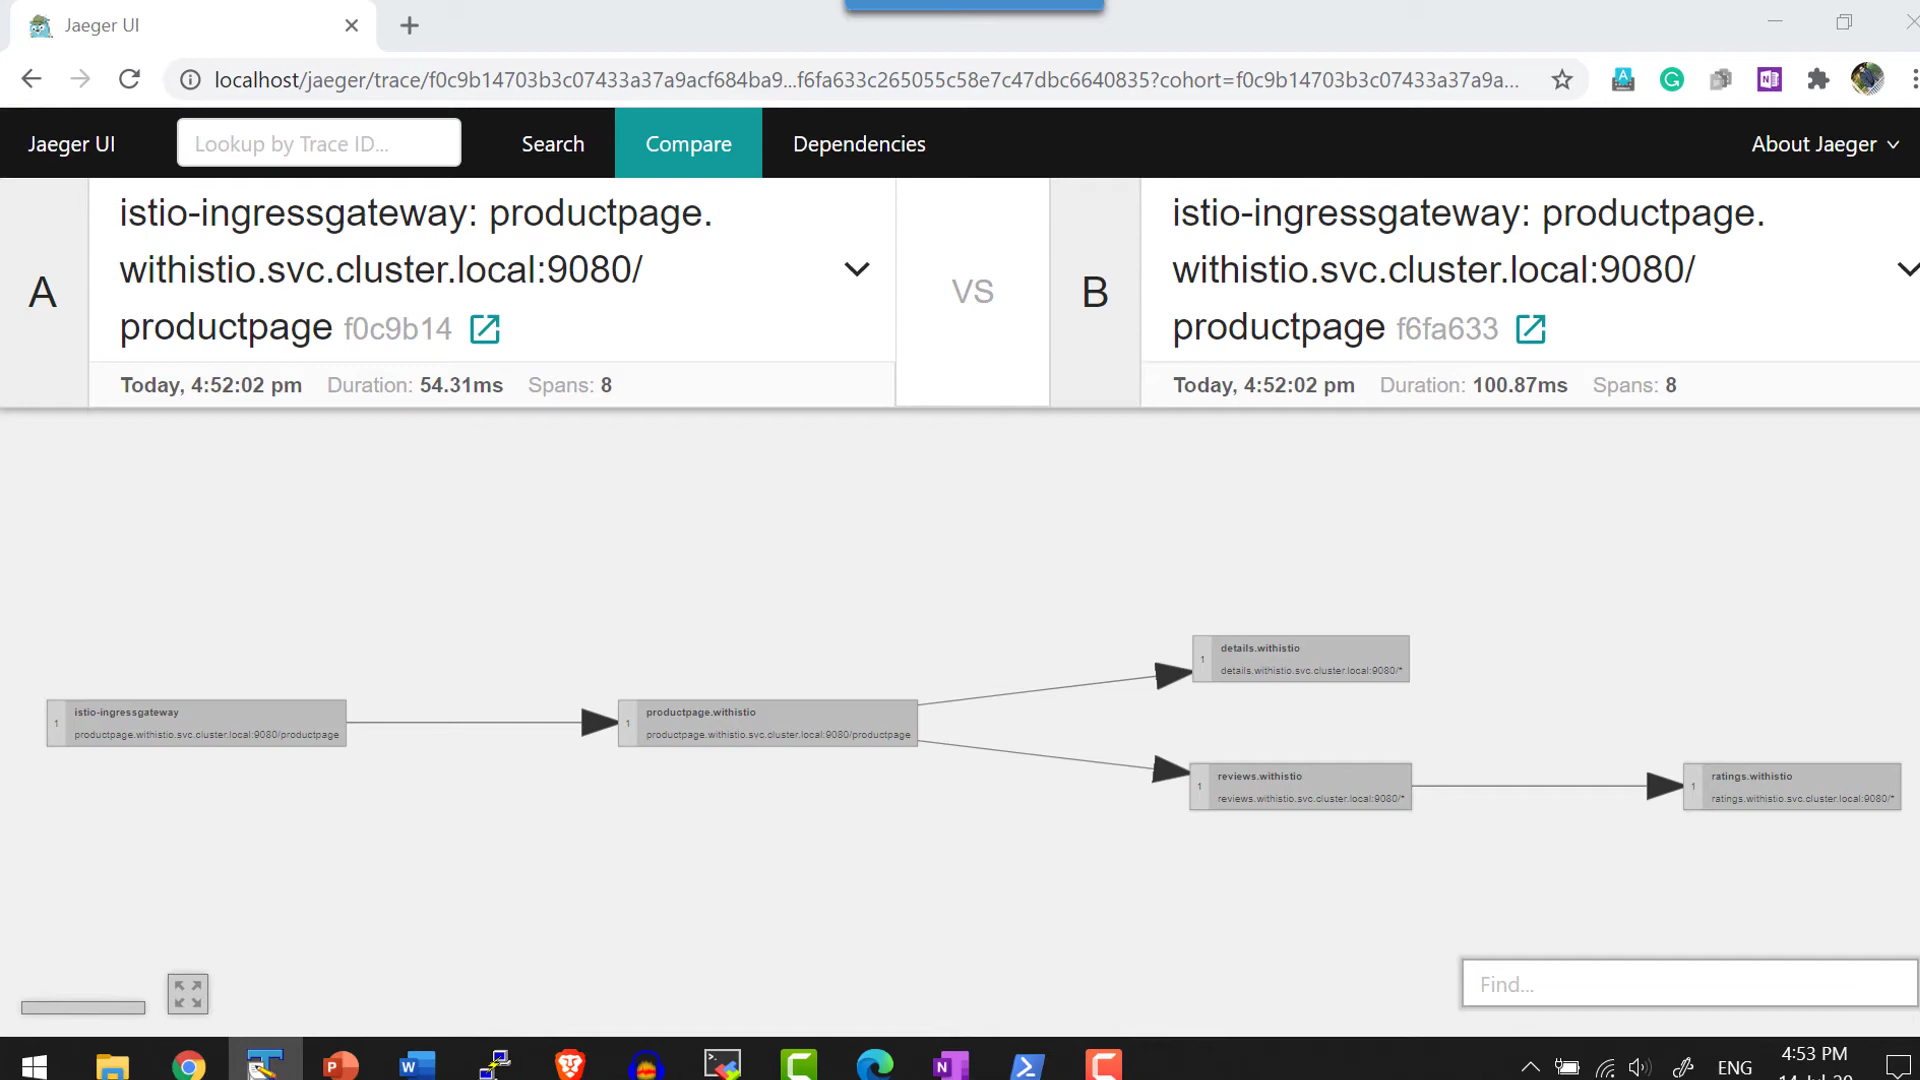 Jaeger UI
localhost/jaeger/trace/f0c9b14703b3c07433a37a9acf684ba9...f6fa633c265055c58e7c47dbc6640835?cohort=f0c9b14703b3c07433a37a9a...
Jaeger UI
Lookup by Trace ID...
Search
Compare
Dependencies
About Jaeger
A
istio-ingressgateway: productpage.
withistio.svc.cluster.local:9080/
productpage f0c9b14
Today, 4:52:02 pm Duration: 54.31ms Spans: 8
VS
B
istio-ingressgateway: productpage.
withistio.svc.cluster.local:9080/
productpage f6fa633
Today, 4:52:02 pm Duration: 100.87ms Spans: 8
1
istio-ingressgateway
productpage.withistio.svc.cluster.local:9080/productpage
1
productpage.withistio
productpage.withistio.svc.cluster.local:9080/productpage
1
details.withistio
details.withistio.svc.cluster.local:9080/*
1
reviews.withistio
reviews.withistio.svc.cluster.local:9080/*
1
ratings.withistio
ratings.withistio.svc.cluster.local:9080/*
Find...
ENG
4:53 PM